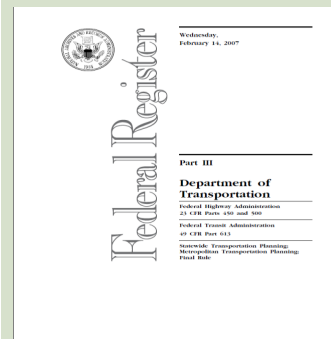 Wednesday,
February 14, 2007
Federal Register
Part III
Department of
Transportation
Federal Highway Administration
23 CFR Parts 450 and 500
Federal Transit Administration
49 CFR Part 613
Statewide Transportation Planning;
Metropolitan Transportation Planning;
Final Rule